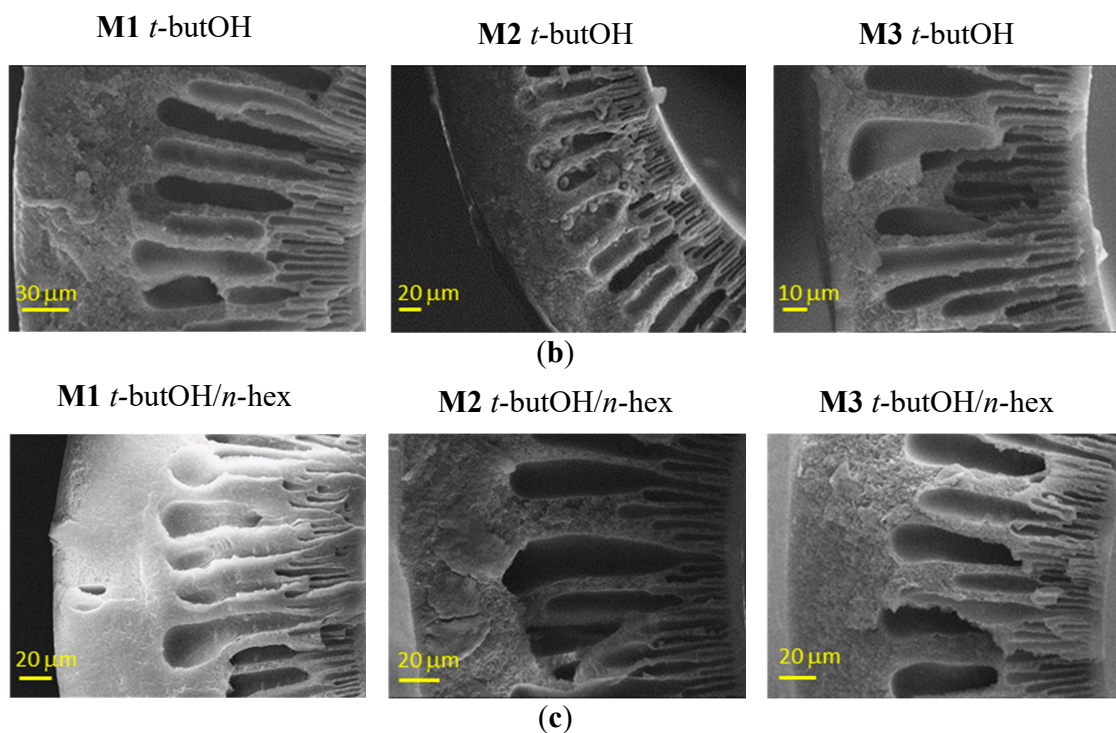 M1 t-butOH
M2 t-butOH
M3 t-butOH
30 μm
20 μm
10 μm
(b)
M1 t-butOH/n-hex
M2 t-butOH/n-hex
M3 t-butOH/n-hex
20 μm
20 μm
20 μm
(c)